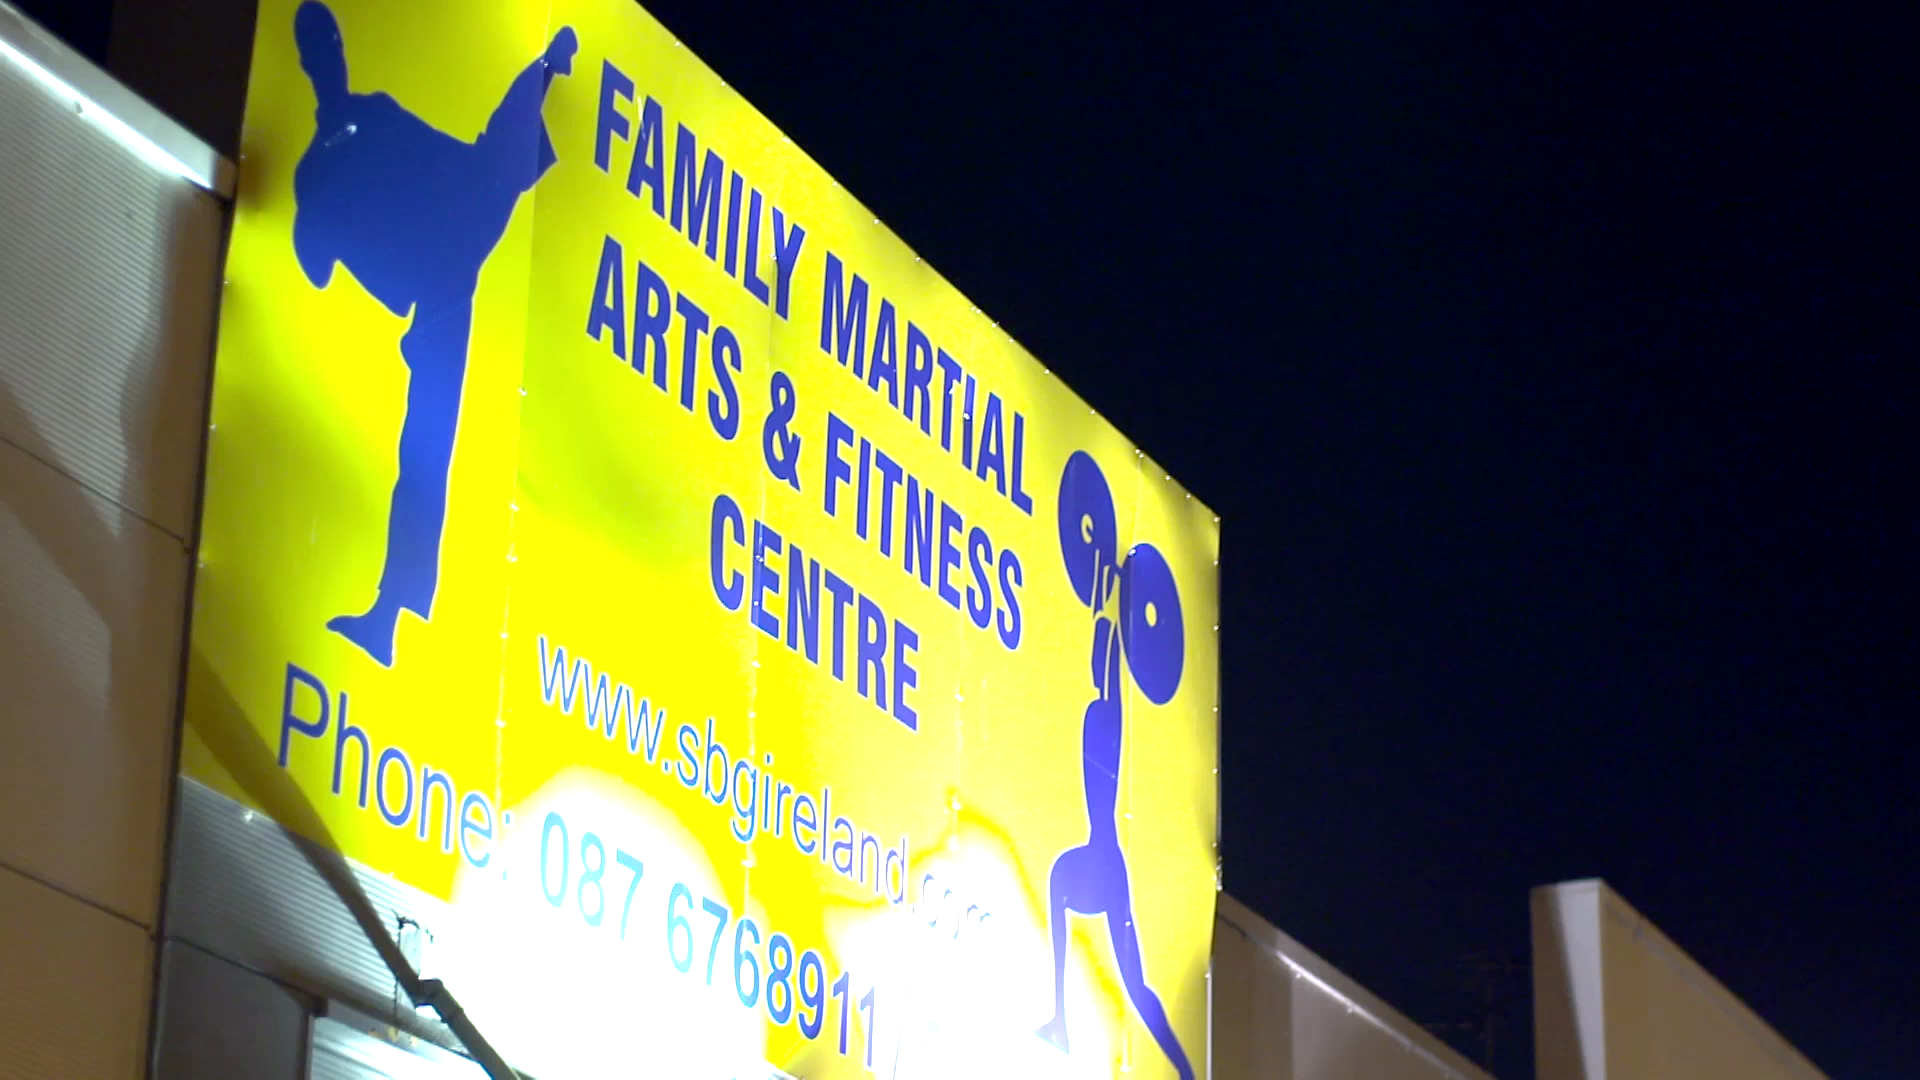 FAMILY MARTIAL
ARTS & FITNESS
CENTRE
www.sbgireland.com
Phone: 087 6768911